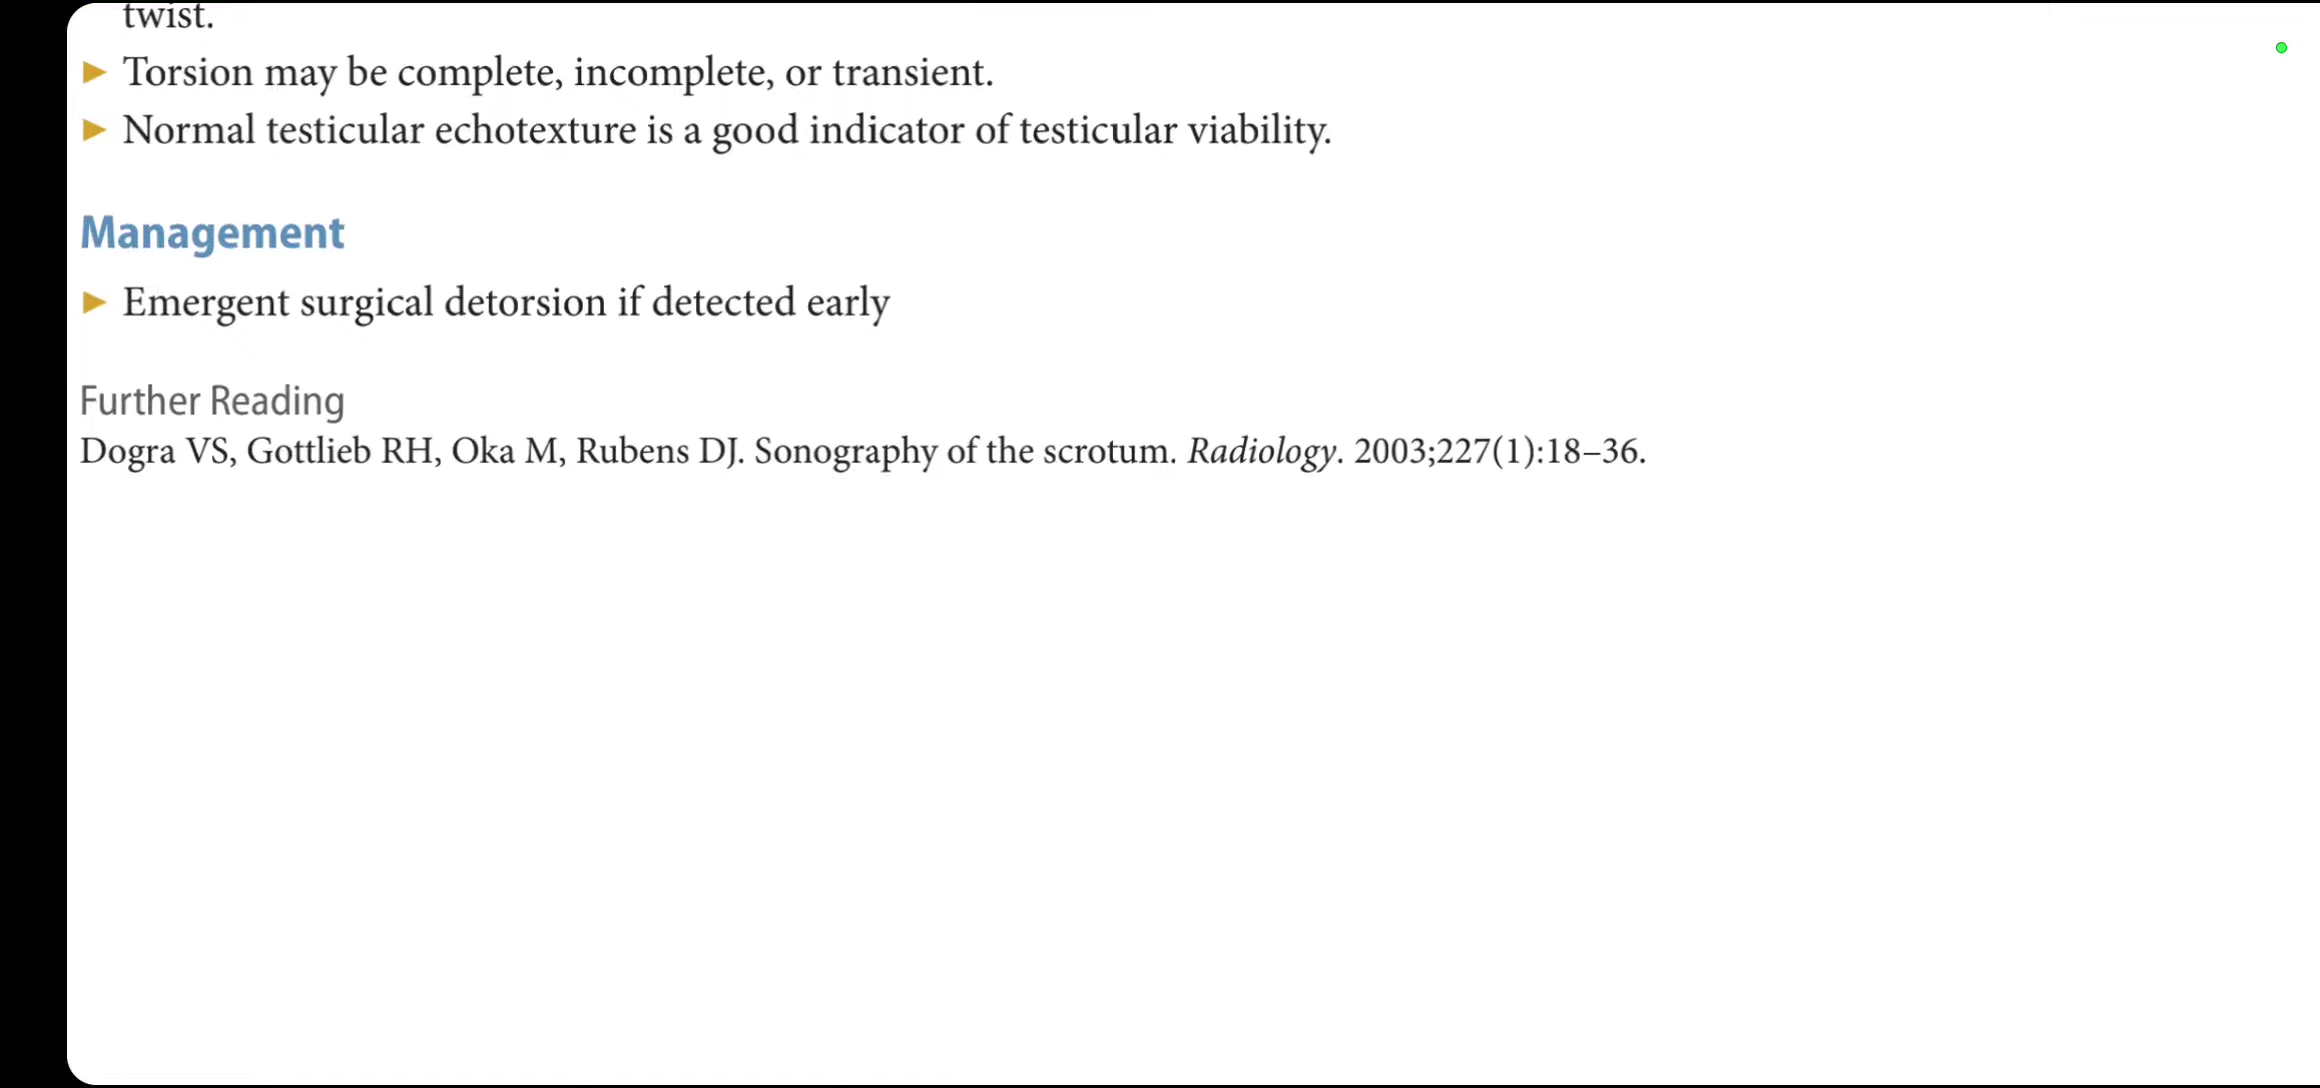 twist.
► Torsion may be complete, incomplete, or transient.
► Normal testicular echotexture is a good indicator of testicular viability.
Management
► Emergent surgical detorsion if detected early
Further Reading
Dogra VS, Gottlieb RH, Oka M, Rubens DJ. Sonography of the scrotum. Radiology. 2003;227(1):18–36.